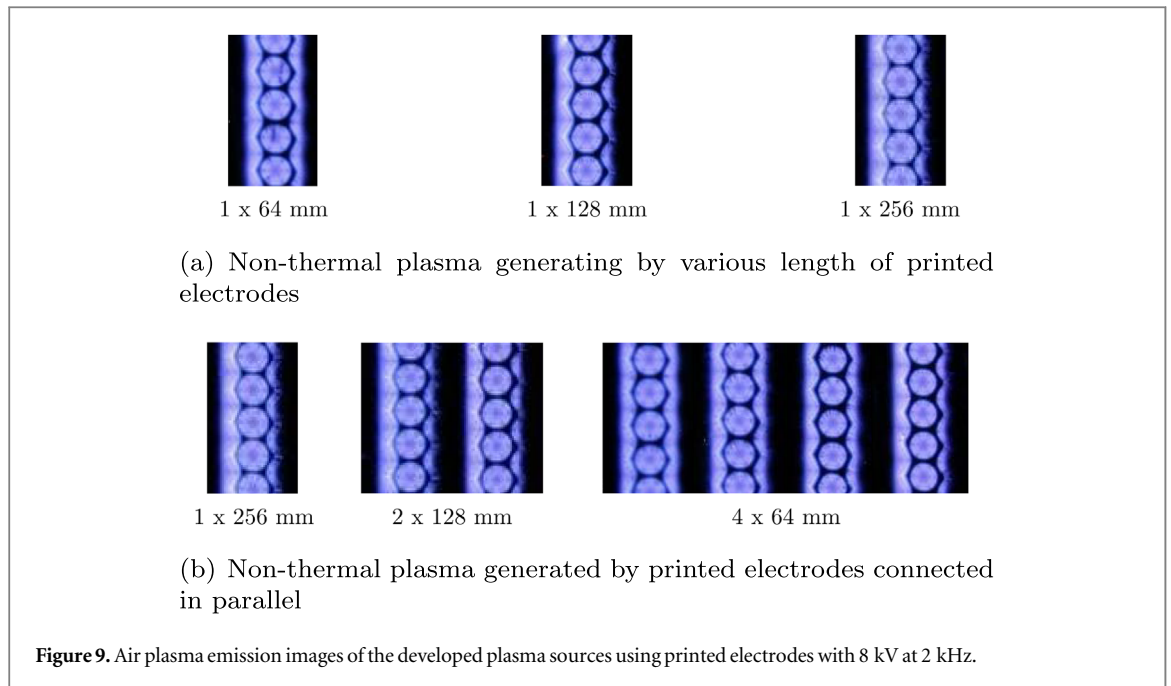 1 x 64 mm
1 x 128 mm
1 x 256 mm
(a) Non-thermal plasma generating by various length of printed
electrodes
1 x 256 mm
2 x 128 mm
4 x 64 mm
(b) Non-thermal plasma generated by printed electrodes connected
in parallel
Figure 9. Air plasma emission images of the developed plasma sources using printed electrodes with 8 kV at 2 kHz.